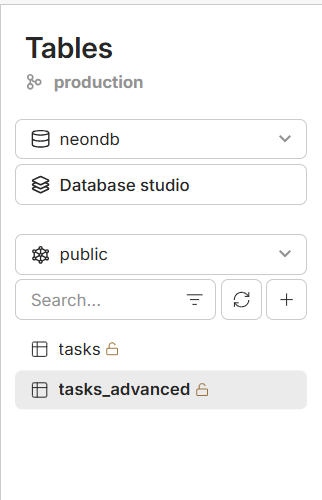 Tables
production
neondb
Database studio
public
Search...
tasks
tasks_advanced